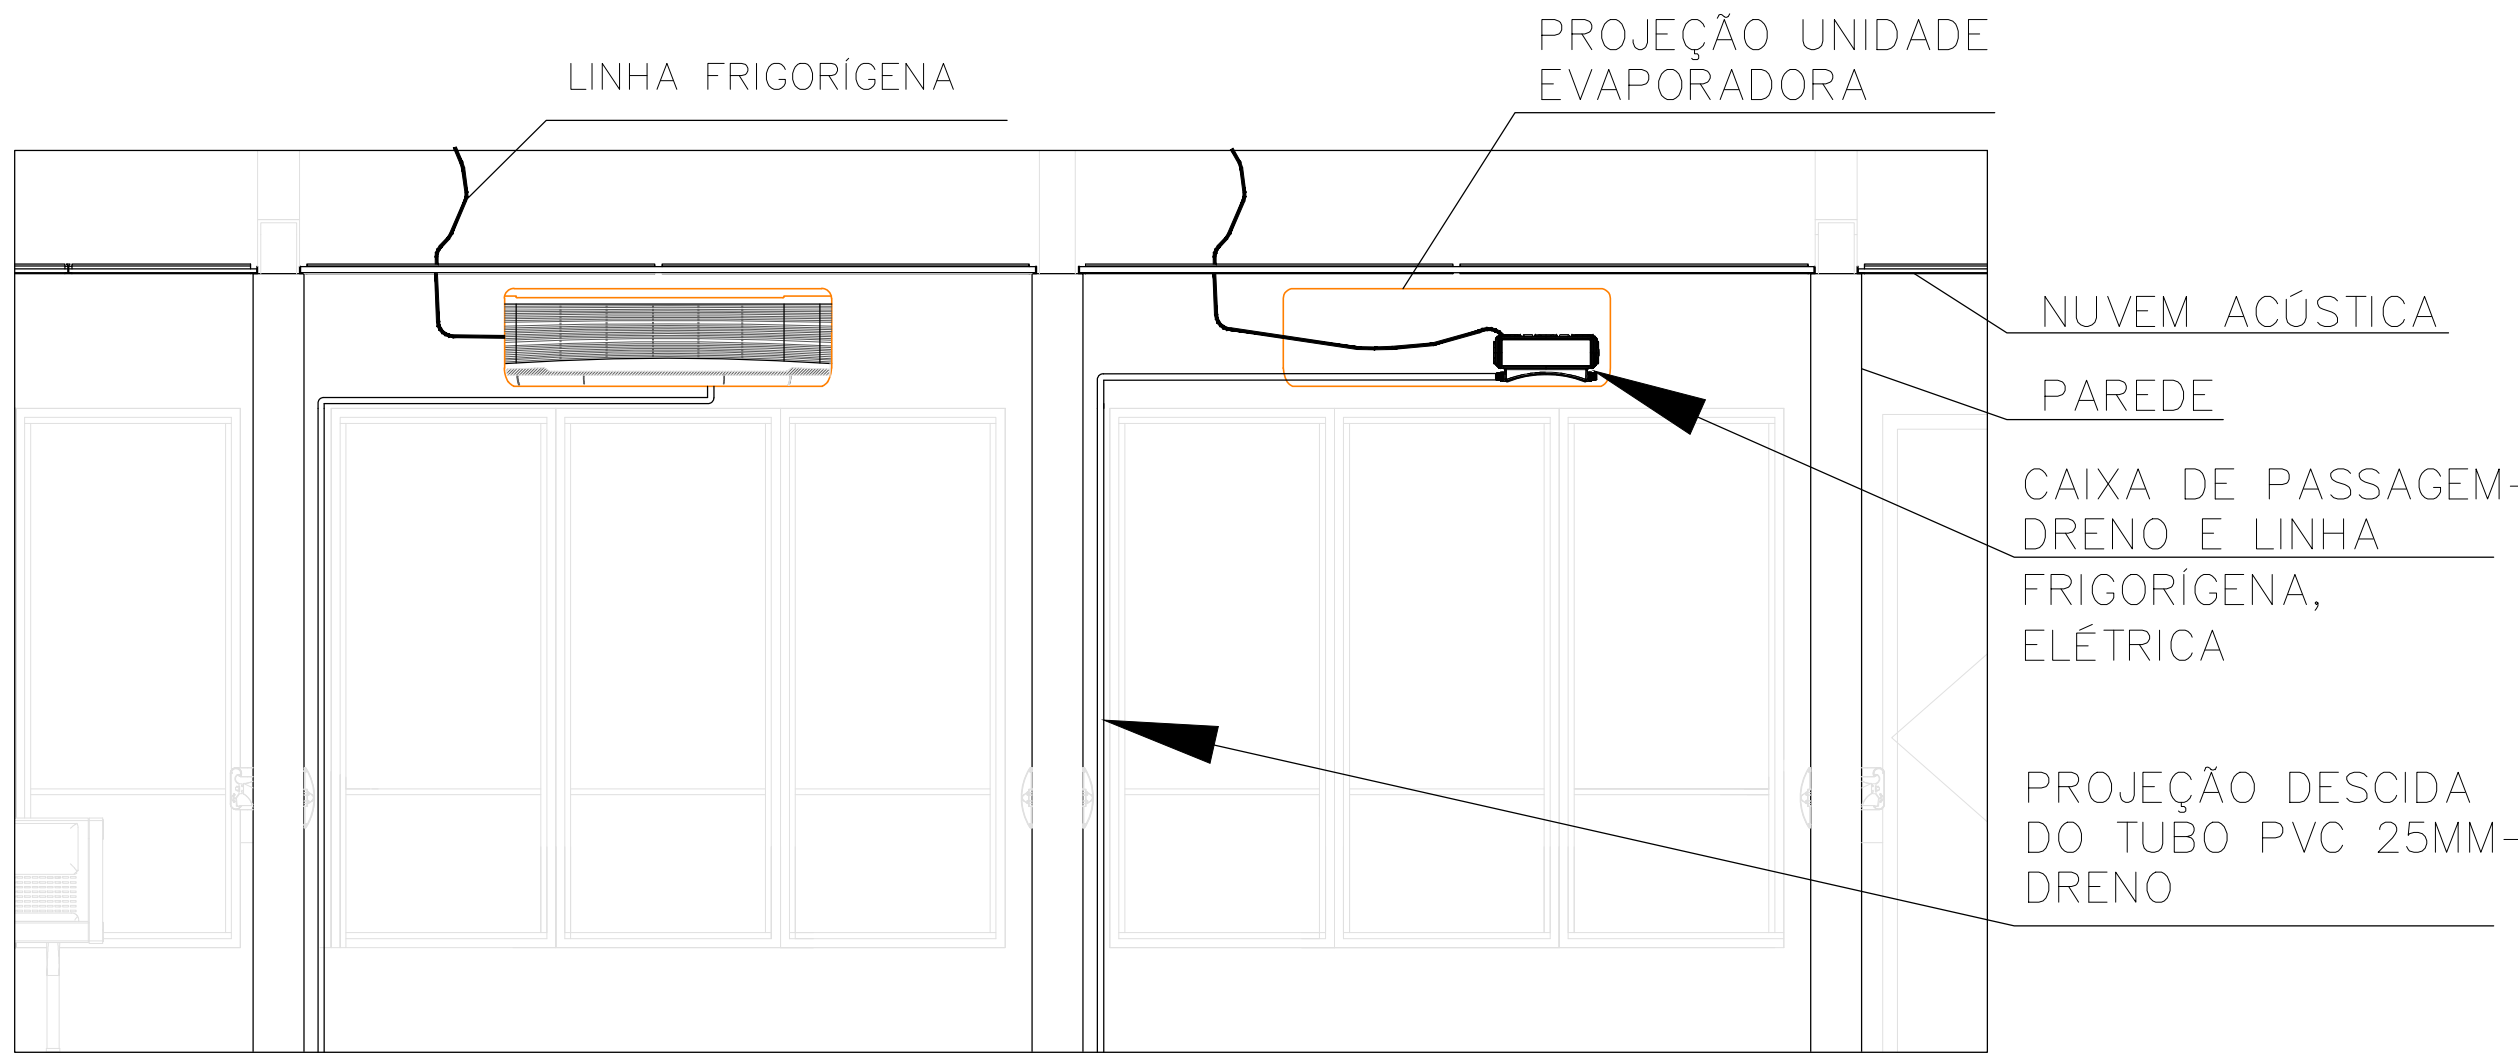 PROJEÇÃO UNIDADE
EVAPORADORA
LINHA FRIGORÍGENA
NUVEM ACÚSTICA
PAREDE
CAIXA DE PASSAGEM-
DRENO E LINHA
FRIGORÍGENA,
ELÉTRICA
PROJEÇÃO DESCIDA
DO TUBO PVC 25MM-
DRENO